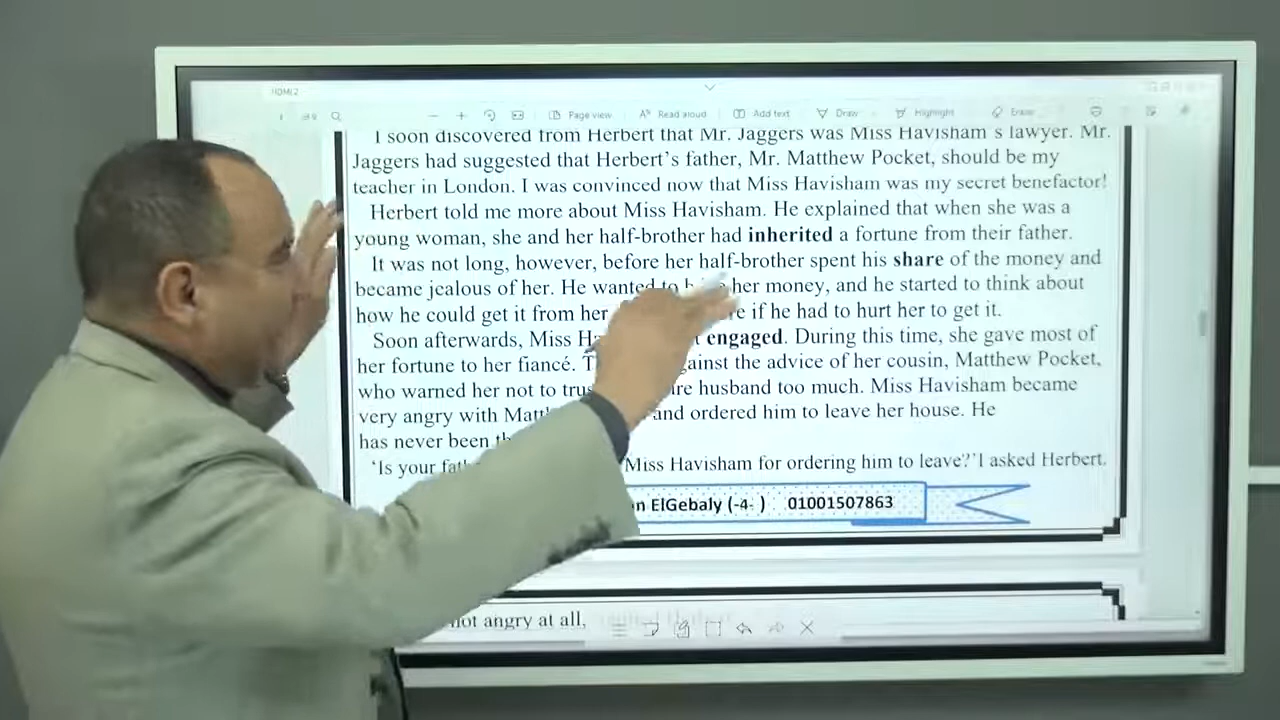 HDMI 2
Page view Read aloud Add text Draw Highlight Erase
I soon discovered from Herbert that Mr. Jaggers was Miss Havisham s lawyer. Mr.
Jaggers had suggested that Herbert's father, Mr. Matthew Pocket, should be my
teacher in London. I was convinced now that Miss Havisham was my secret benefactor!
Herbert told me more about Miss Havisham. He explained that when she was a
young woman, she and her half-brother had inherited a fortune from their father.
It was not long, however, before her half-brother spent his share of the money and
became jealous of her. He wanted to her money, and he started to think about
how he could get it from her if he had to hurt her to get it.
Soon afterwards, Miss engaged. During this time, she gave most of
her fortune to her fiancé. against the advice of her cousin, Matthew Pocket,
who warned her not to husband too much. Miss Havisham became
very angry with and ordered him to leave her house. He
has never been
'Is your Miss Havisham for ordering him to leave?' I asked Herbert.
ElGebaly (-4- ) 01001507863
not angry at all,